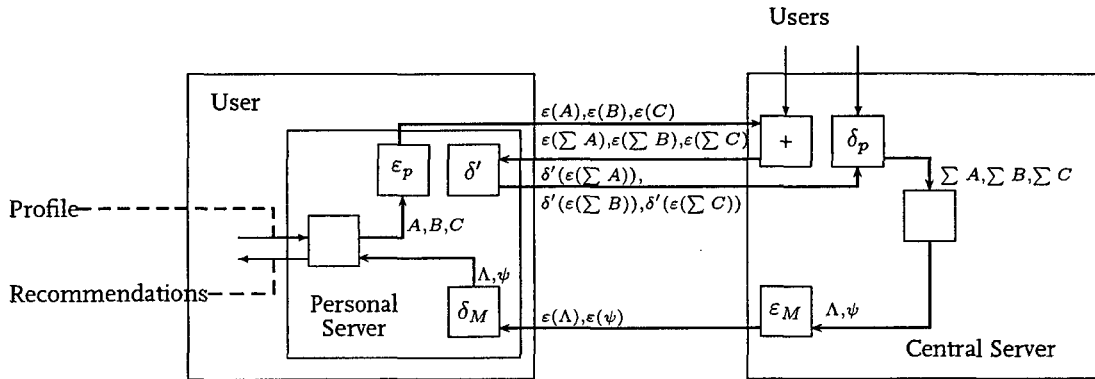 Users
User
ε(A),ε(B),ε(C)
ε(∑ A),ε(∑ B),ε(∑ C)
+
δp
εp
δ'
δ'(ε(∑ A)),
δ'(ε(∑ B)),δ'(ε(∑ C))
∑ A,∑ B,∑ C
Profile
A,B,C
Λ,ψ
Recommendations
Personal
Server
δM
ε(Λ),ε(ψ)
εM
Λ,ψ
Central Server